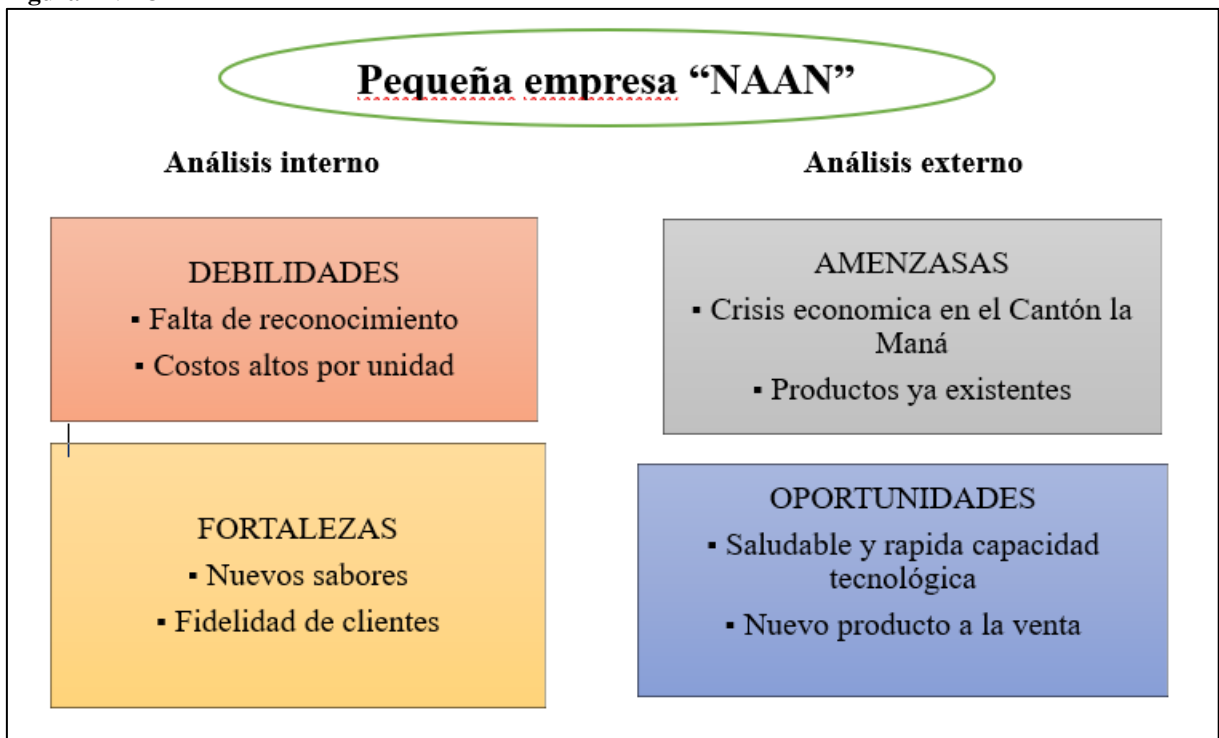 Pequeña empresa “NAAN”
Análisis interno
Análisis externo
DEBILIDADES
▪ Falta de reconocimiento
▪ Costos altos por unidad
AMENZASAS
▪ Crisis economica en el Cantón la
Maná
▪ Productos ya existentes
FORTALEZAS
▪ Nuevos sabores
▪ Fidelidad de clientes
OPORTUNIDADES
▪ Saludable y rapida capacidad
tecnológica
▪ Nuevo producto a la venta